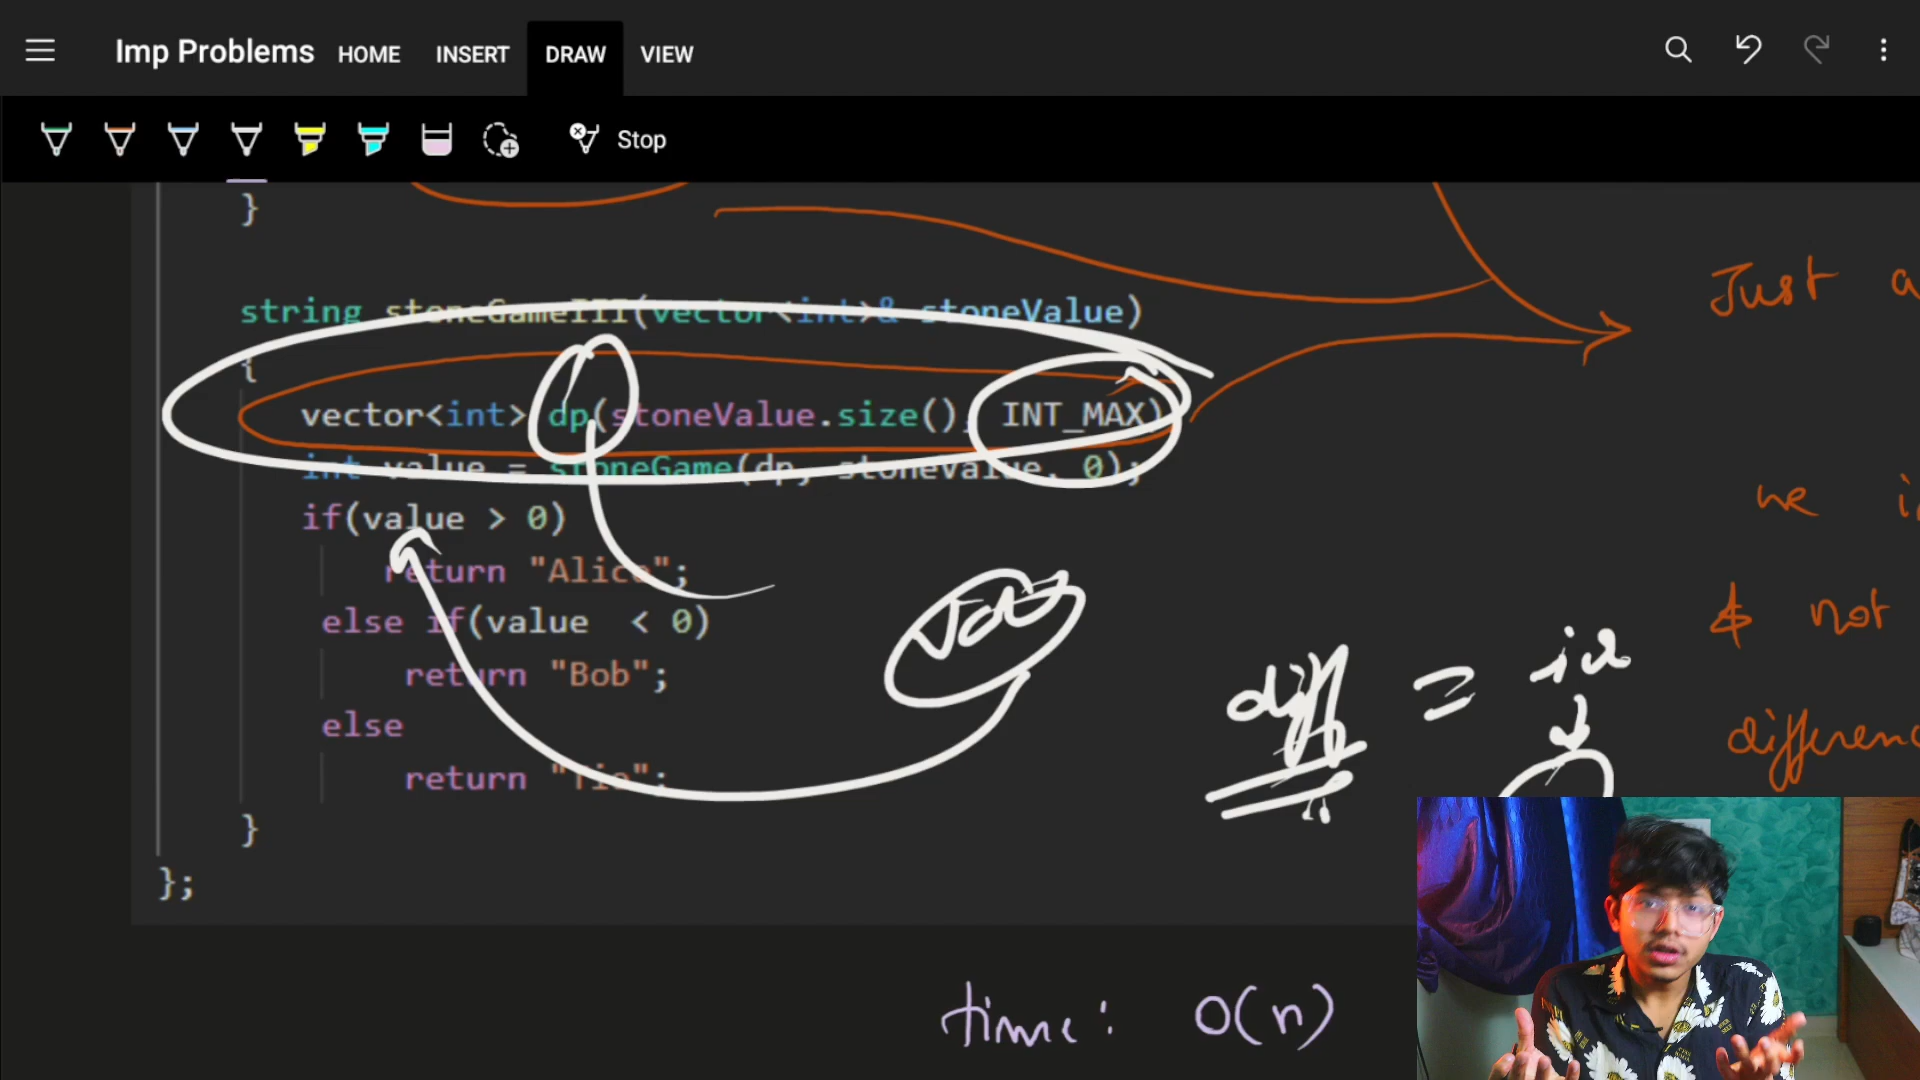 Imp Problems HOME INSERT DRAW VIEW
Stop
}
string stoneGameIII(vector<int>& stoneValue)
{
vector<int> dp(stoneValue.size(), INT_MAX)
int value = stoneGame(dp, stoneValue, 0);
if(value > 0)
return "Alice";
else if(value < 0)
return "Bob";
else
return "Tie";
}
};
Just a
we
& not
differenc
diff =
time: O(n)